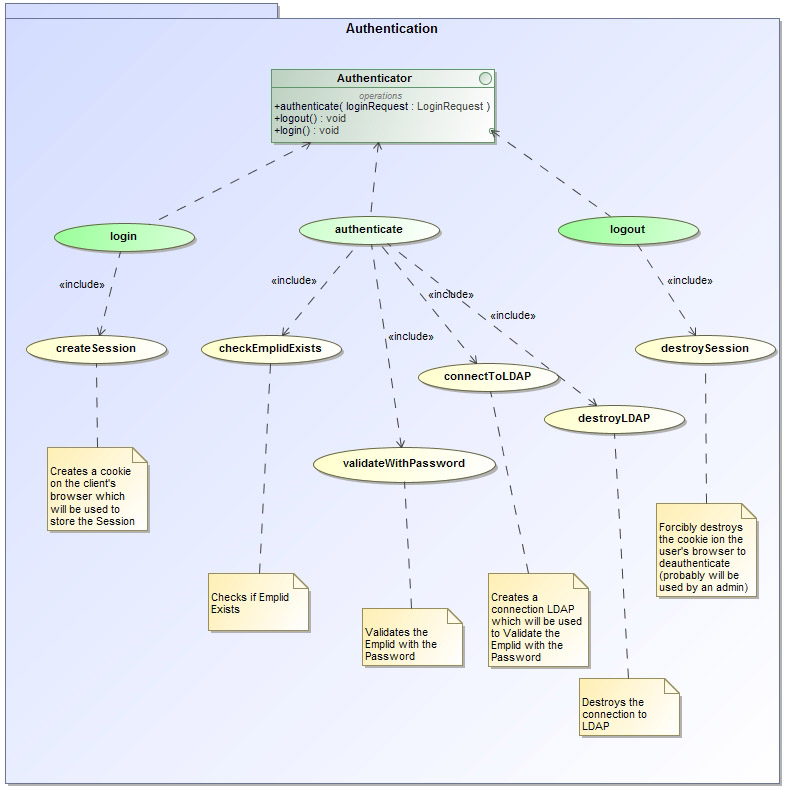 Authentication
Authenticator
operations
+authenticate( loginRequest : LoginRequest )
+logout() : void
+login() : void
login
authenticate
logout
«include»
«include»
«include»
«include»
«include»
«include»
createSession
checkEmplidExists
connectToLDAP
destroyLDAP
destroySession
validateWithPassword
Creates a cookie
on the client's
browser which
will be used to
store the Session
Checks if Emplid
Exists
Validates the
Emplid with the
Password
Creates a
connection LDAP
which will be used
to Validate the
Emplid with the
Password
Destroys the
connection to
LDAP
Forcibly destroys
the cookie ion the
user's browser to
deauthenticate
(probably will be
used by an admin)